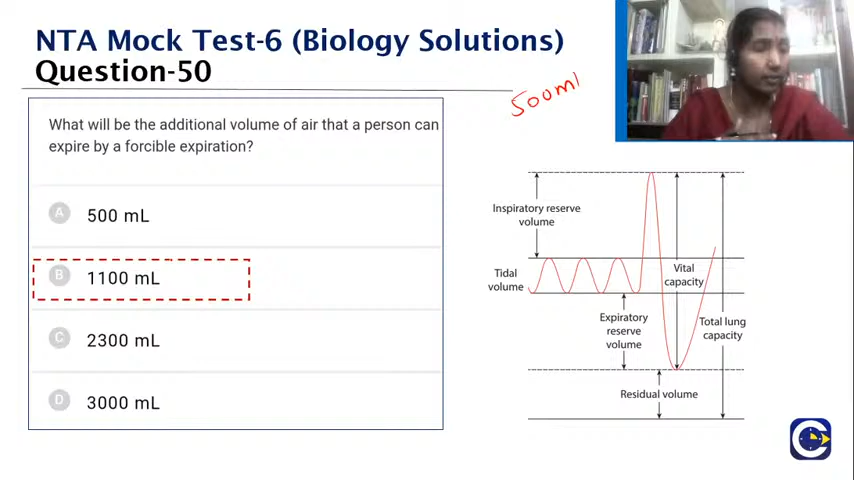 NTA Mock Test-6 (Biology Solutions)
Question-50
500ml
What will be the additional volume of air that a person can
expire by a forcible expiration?
A 500 mL
B 1100 mL
C 2300 mL
D 3000 mL
Inspiratory reserve
volume
Tidal
volume
Vital
capacity
Expiratory
reserve
volume
Total lung
capacity
Residual volume